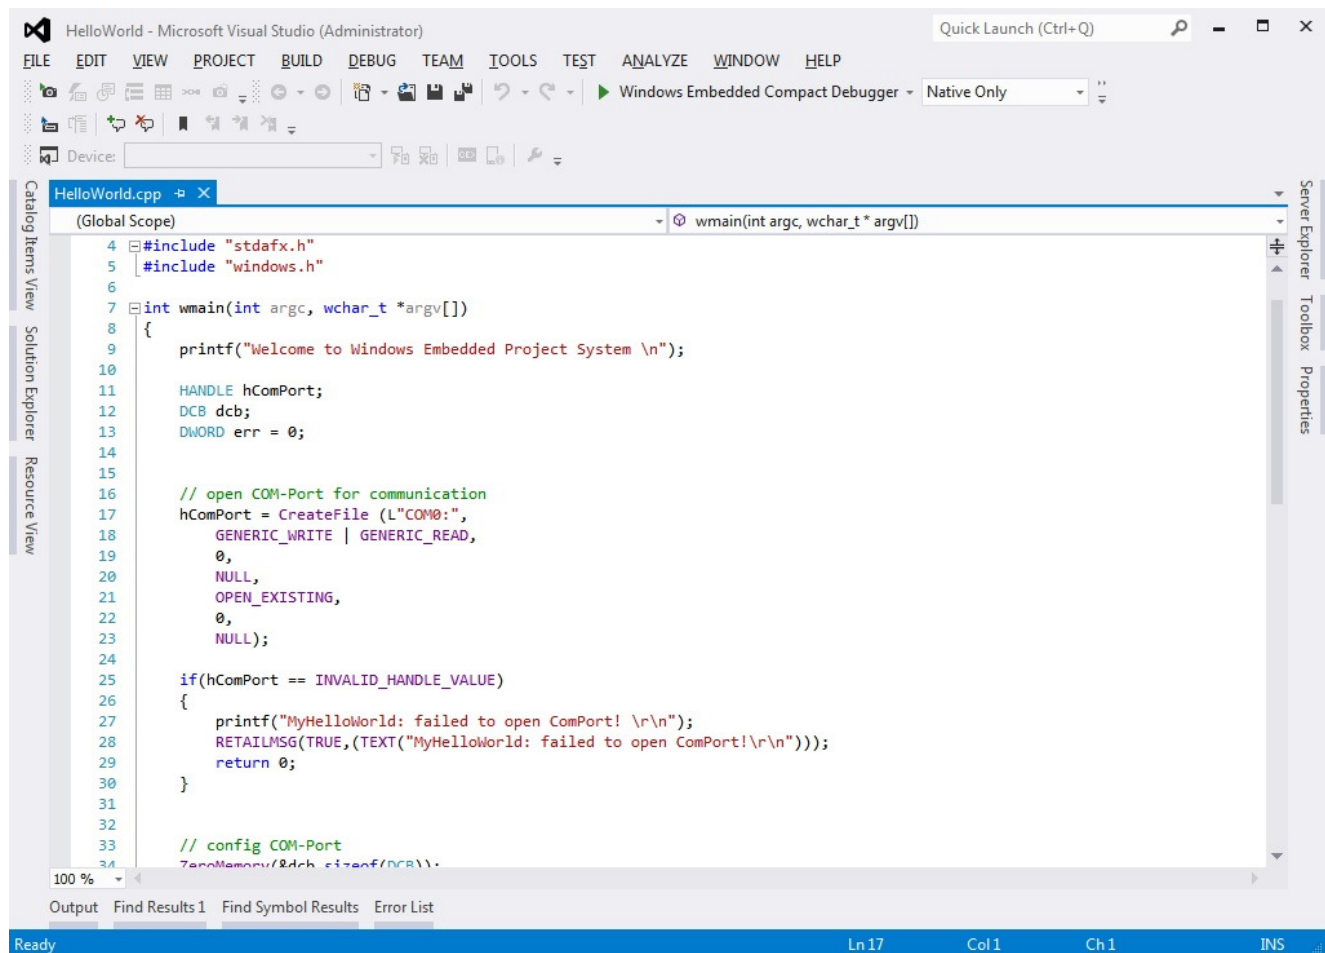 HelloWorld - Microsoft Visual Studio (Administrator) Quick Launch (Ctrl+Q)
FILE EDIT VIEW PROJECT BUILD DEBUG TEAM TOOLS TEST ANALYZE WINDOW HELP
Windows Embedded Compact Debugger Native Only
Device:
HelloWorld.cpp
(Global Scope) wmain(int argc, wchar_t * argv[])
4 #include "stdafx.h"
5 #include "windows.h"
6
7 int wmain(int argc, wchar_t *argv[])
8 {
9 printf("Welcome to Windows Embedded Project System \n");
10
11 HANDLE hComPort;
12 DCB dcb;
13 DWORD err = 0;
14
15
16 // open COM-Port for communication
17 hComPort = CreateFile (L"COM0:",
18 GENERIC_WRITE | GENERIC_READ,
19 0,
20 NULL,
21 OPEN_EXISTING,
22 0,
23 NULL);
24
25 if(hComPort == INVALID_HANDLE_VALUE)
26 {
27 printf("MyHelloWorld: failed to open ComPort! \r\n");
28 RETAILMSG(TRUE,(TEXT("MyHelloWorld: failed to open ComPort!\r\n")));
29 return 0;
30 }
31
32
33 // config COM-Port
34 ZeroMemory(&dcb,sizeof(DCB));
100 %
Output Find Results 1 Find Symbol Results Error List
Ready Ln 17 Col 1 Ch 1 INS
Catalog Items View
Solution Explorer
Resource View
Server Explorer
Toolbox
Properties